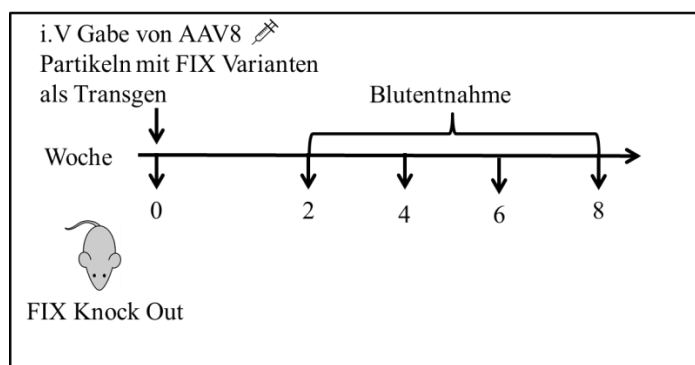 i.V Gabe von AAV8
Partikeln mit FIX Varianten
als Transgen
Blutentnahme
Woche
0
2
4
6
8
FIX Knock Out